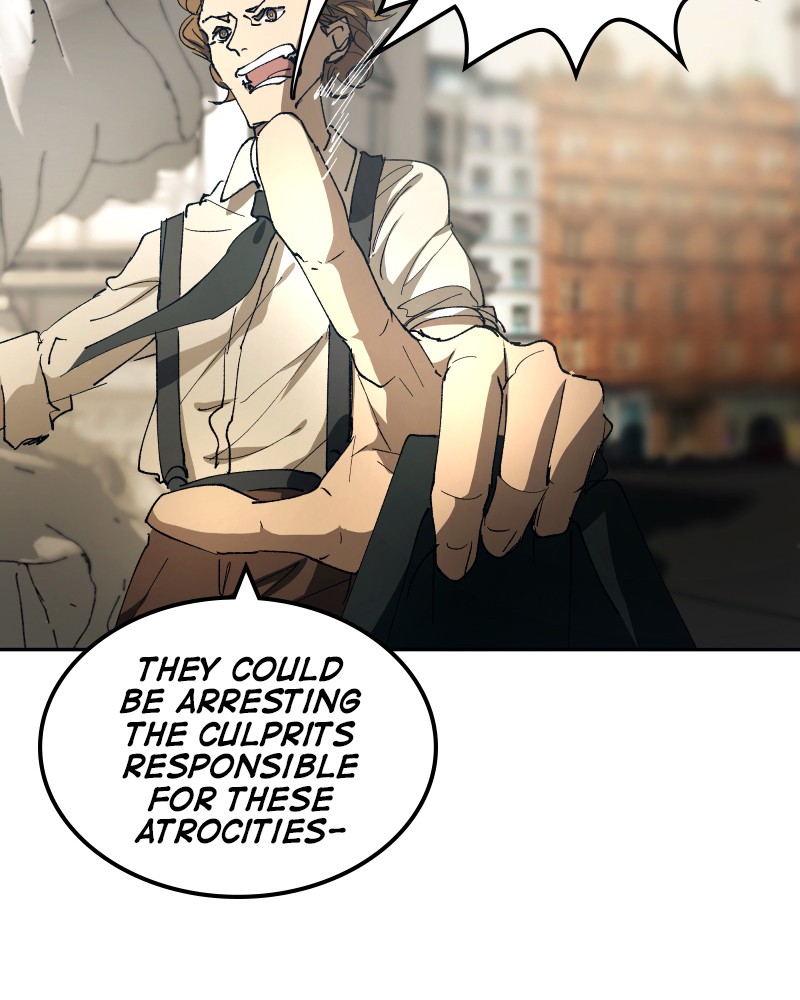 THEY COULD
BE ARRESTING
THE CULPRITS
RESPONSIBLE
FOR THESE
ATROCITIES-